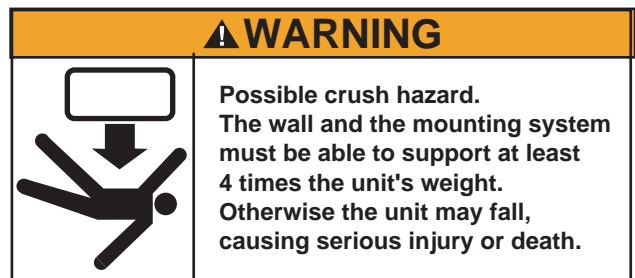 WARNING
Possible crush hazard.
The wall and the mounting system
must be able to support at least
4 times the unit's weight.
Otherwise the unit may fall,
causing serious injury or death.